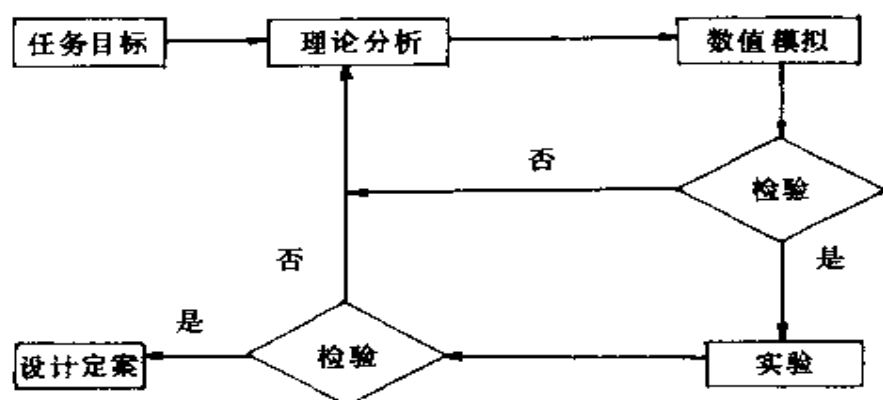 任务目标
理论分析
数值模拟
否
检验
是
否
是
设计定案
检验
实验